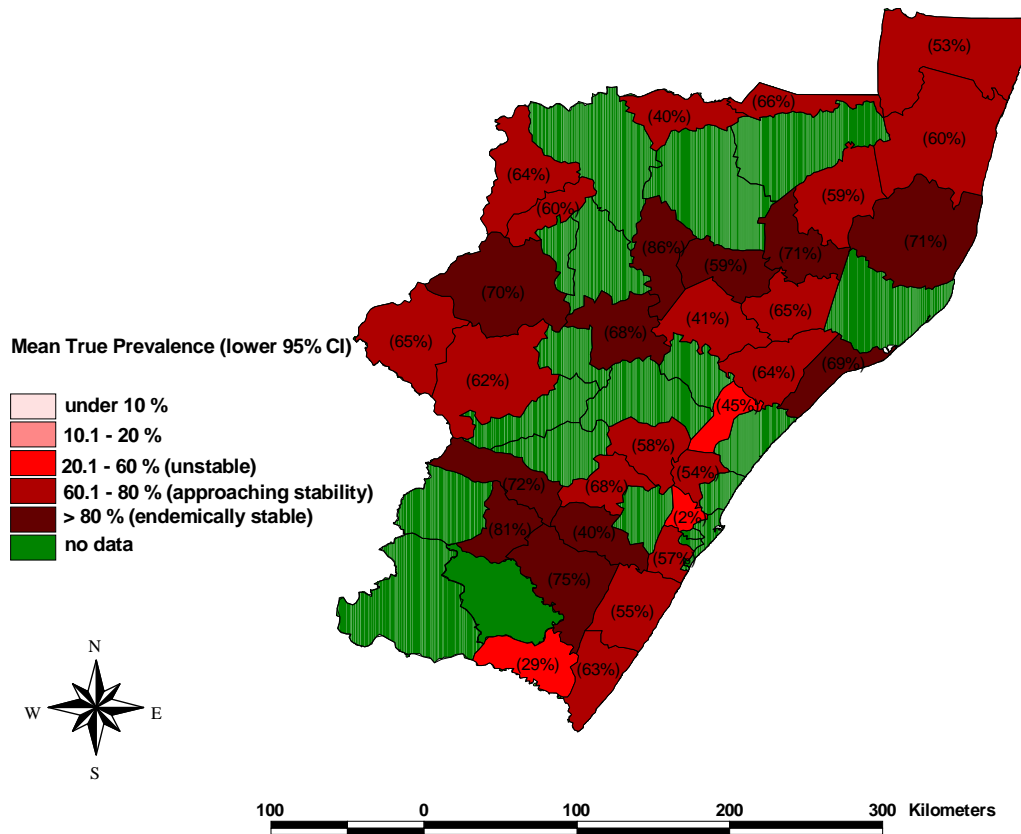 (53%)
(66%)
(40%)
(60%)
(64%)
(59%)
(60%)
(71%)
(86%)
(71%)
(59%)
(70%)
(65%)
(41%)
(68%)
(65%)
Mean True Prevalence (lower 95% CI)
(69%)
(64%)
(62%)
under 10 %
(45%)
10.1 - 20 %
(58%)
20.1 - 60 % (unstable)
(54%)
(72%)
(68%)
60.1 - 80 % (approaching stability)
> 80 % (endemically stable)
(2%)
(81%)
(40%)
no data
(57%)
(75%)
(55%)
(29%)
(63%)
N
W
E
S
100 0 100 200 300 Kilometers